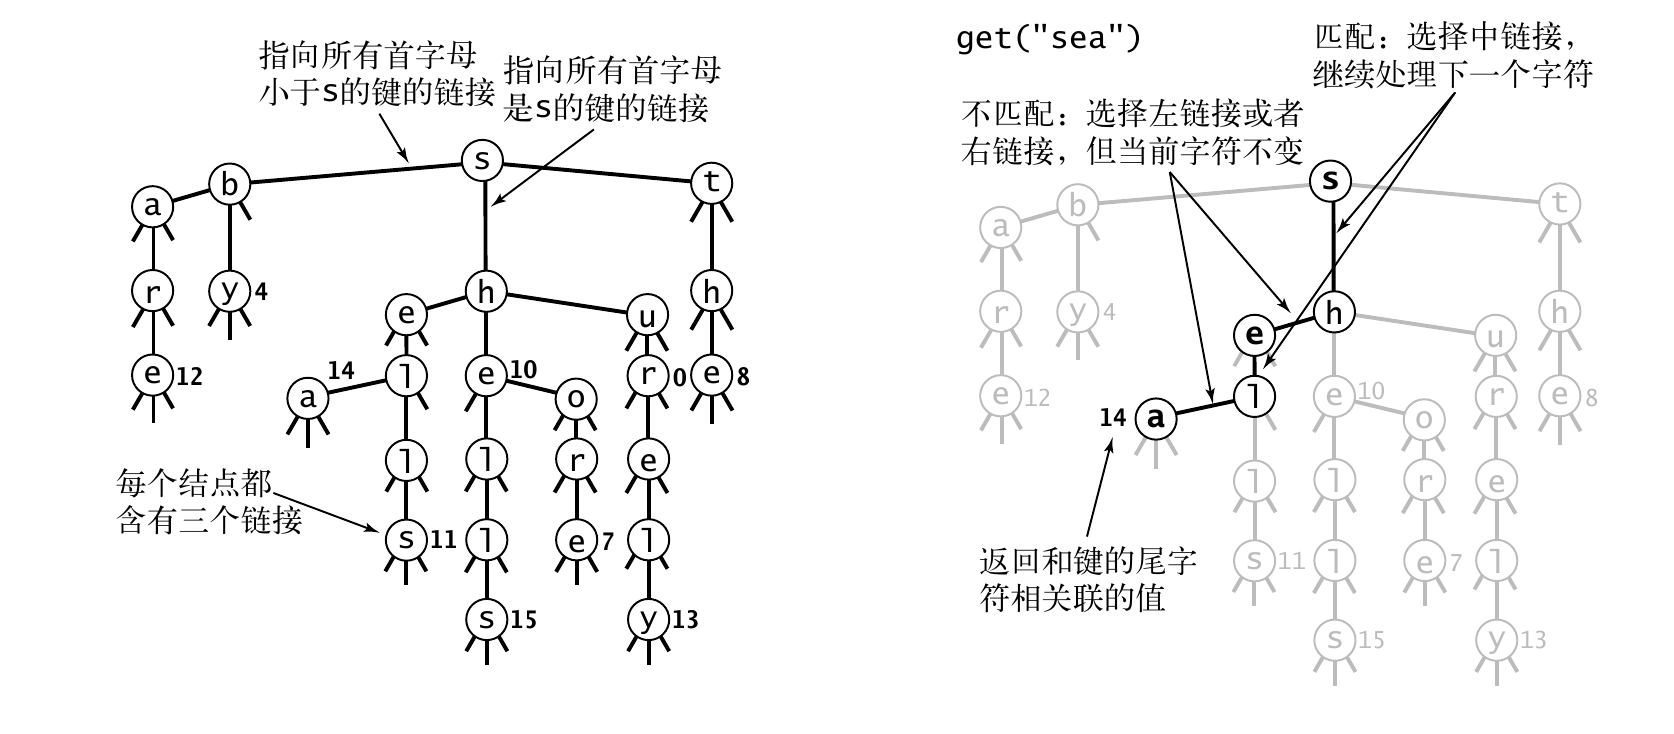 指向所有首字母
小于s的键的链接
指向所有首字母
是s的键的链接
s
b
t
a
r
y 4
h
e
h
u
e 12
14
l
e 10
r 0
e 8
a
o
l
l
r
e
每个结点都
含有三个链接
s 11
l
e 7
l
s 15
y 13
get("sea")
匹配：选择中链接，
继续处理下一个字符
不匹配：选择左链接或者
右链接，但当前字符不变
s
b
t
a
r
y 4
h
h
e
u
e 12
l
e 10
r
e 8
14 a
o
l
l
r
e
返回和键的尾字
符相关联的值
s 11
l
e 7
l
s 15
y 13